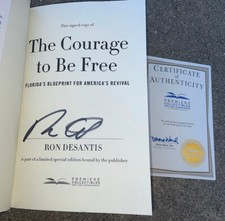 This signed copy of
The Courage
to Be Free
FLORIDA'S BLUEPRINT FOR AMERICA'S REVIVAL
RON DESANTIS
is part of a limited special edition bound by the publisher
PREMIERE
COLLECTIBLES
CERTIFICATE
OF
AUTHENTICITY
PREMIERE
COLLECTIBLES